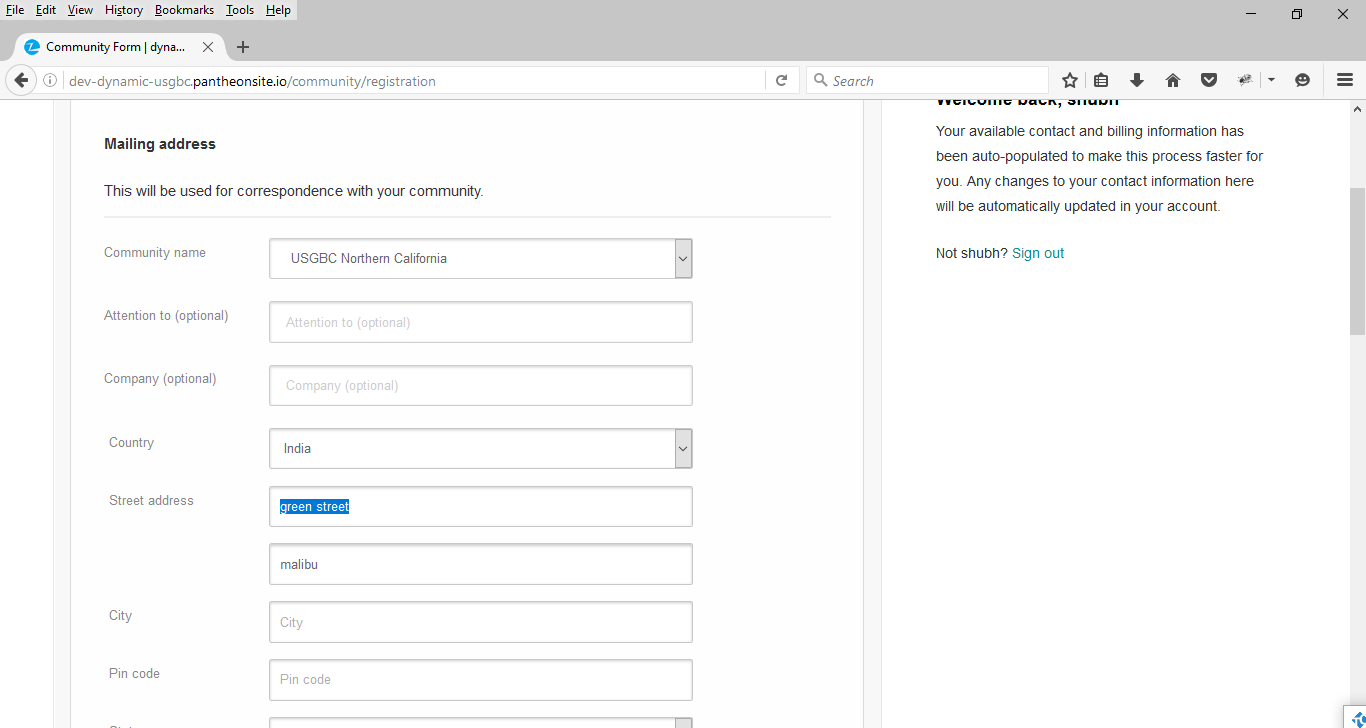 File Edit View History Bookmarks Tools Help
Community Form | dyna...
dev-dynamic-usgbc.pantheonsite.io/community/registration
Search
Mailing address
This will be used for correspondence with your community.
Community name
USGBC Northern California
Attention to (optional)
Attention to (optional)
Company (optional)
Company (optional)
Country
India
Street address
green street
malibu
City
City
Pin code
Pin code
Welcome back, shubh
Your available contact and billing information has
been auto-populated to make this process faster for
you. Any changes to your contact information here
will be automatically updated in your account.
Not shubh? Sign out